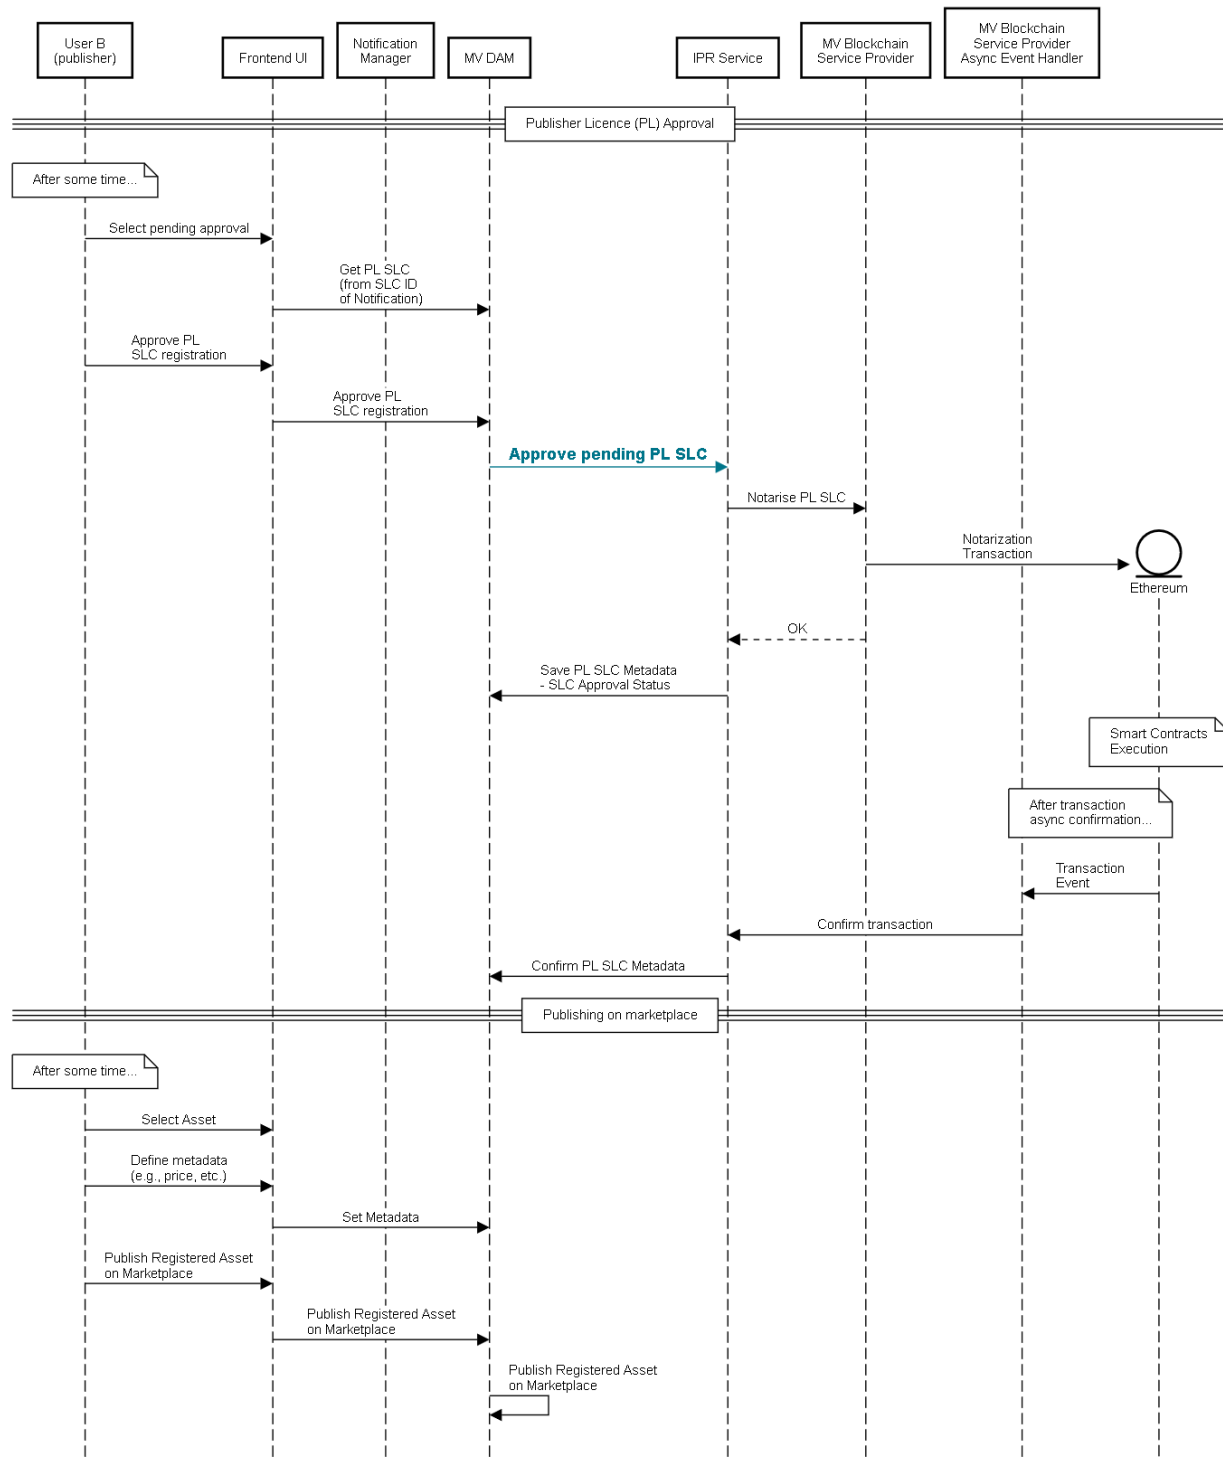 User B
(publisher)
Frontend UI
Notification
Manager
MV DAM
IPR Service
MV Blockchain
Service Provider
MV Blockchain
Service Provider
Async Event Handler
Publisher Licence (PL) Approval
After some time...
Select pending approval
Get PL SLC
(from SLC ID
of Notification)
Approve PL
SLC registration
Approve PL
SLC registration
Approve pending PL SLC
Notarise PL SLC
Notarization
Transaction
Ethereum
OK
Save PL SLC Metadata
- SLC Approval Status
Smart Contracts
Execution
After transaction
async confirmation...
Transaction
Event
Confirm transaction
Confirm PL SLC Metadata
Publishing on marketplace
After some time...
Select Asset
Define metadata
(e.g., price, etc.)
Set Metadata
Publish Registered Asset
on Marketplace
Publish Registered Asset
on Marketplace
Publish Registered Asset
on Marketplace